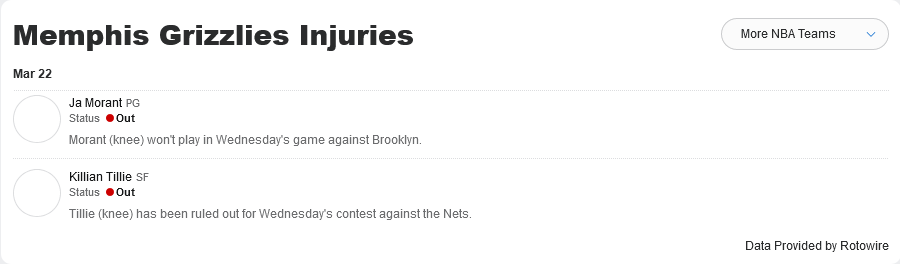 Memphis Grizzlies Injuries
More NBA Teams
Mar 22
Ja Morant PG
Status Out
Morant (knee) won't play in Wednesday's game against Brooklyn.
Killian Tillie SF
Status Out
Tillie (knee) has been ruled out for Wednesday's contest against the Nets.
Data Provided by Rotowire